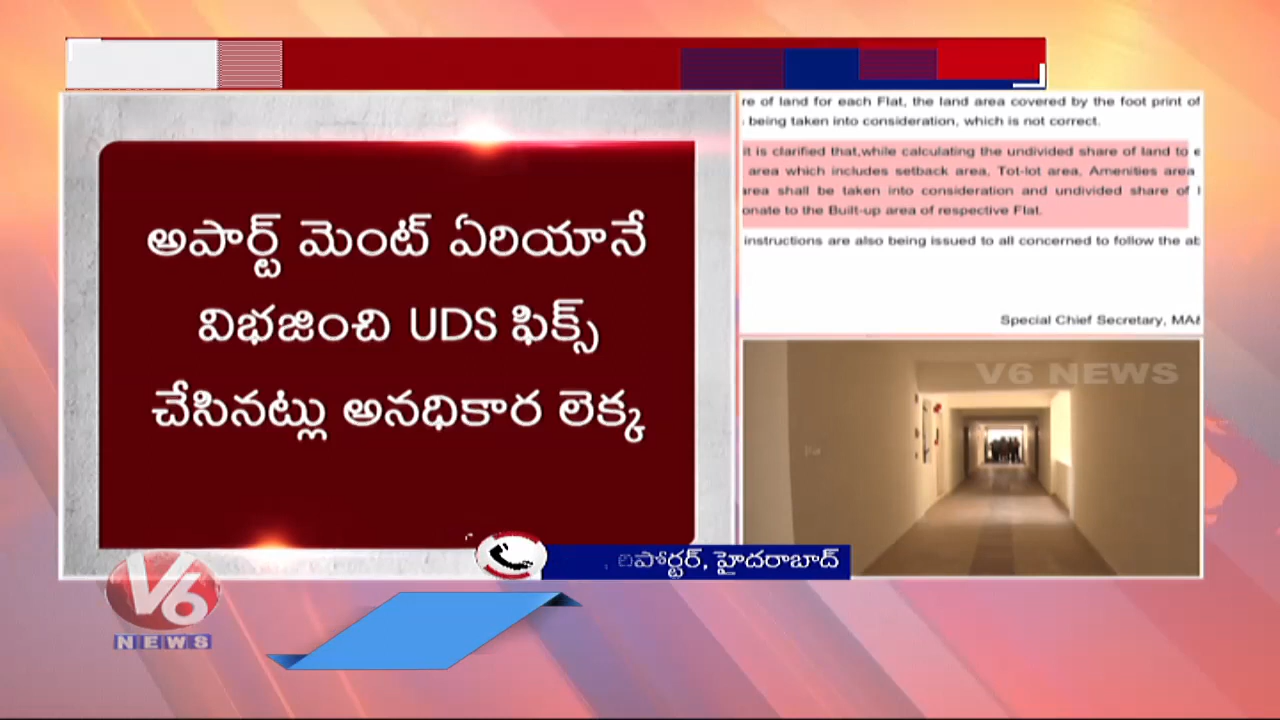 re of land for each Flat, the land area covered by the foot print of
being taken into consideration, which is not correct.
it is clarified that,while calculating the undivided share of land to e
area which includes setback area, Tot-lot area, Amenities area
area shall be taken into consideration and undivided share of
onate to the Built-up area of respective Flat.
instructions are also being issued to all concerned to follow the ab
Special Chief Secretary, MA&
అపార్ట్ మెంట్ ఏరియానే
విభజించి UDS ఫిక్స్
చేసినట్లు అనధికార లెక్క
V6 NEWS
రిపోర్టర్, హైదరాబాద్
V6
NEWS